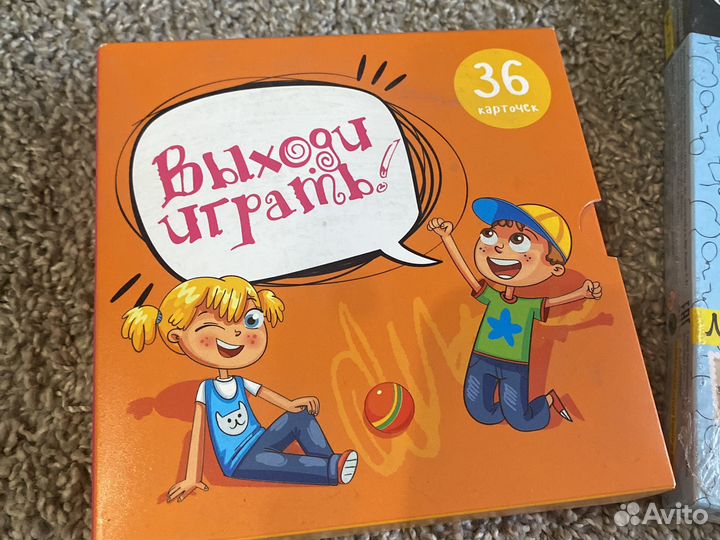 36
карточек
Выходи
играть!
Avito